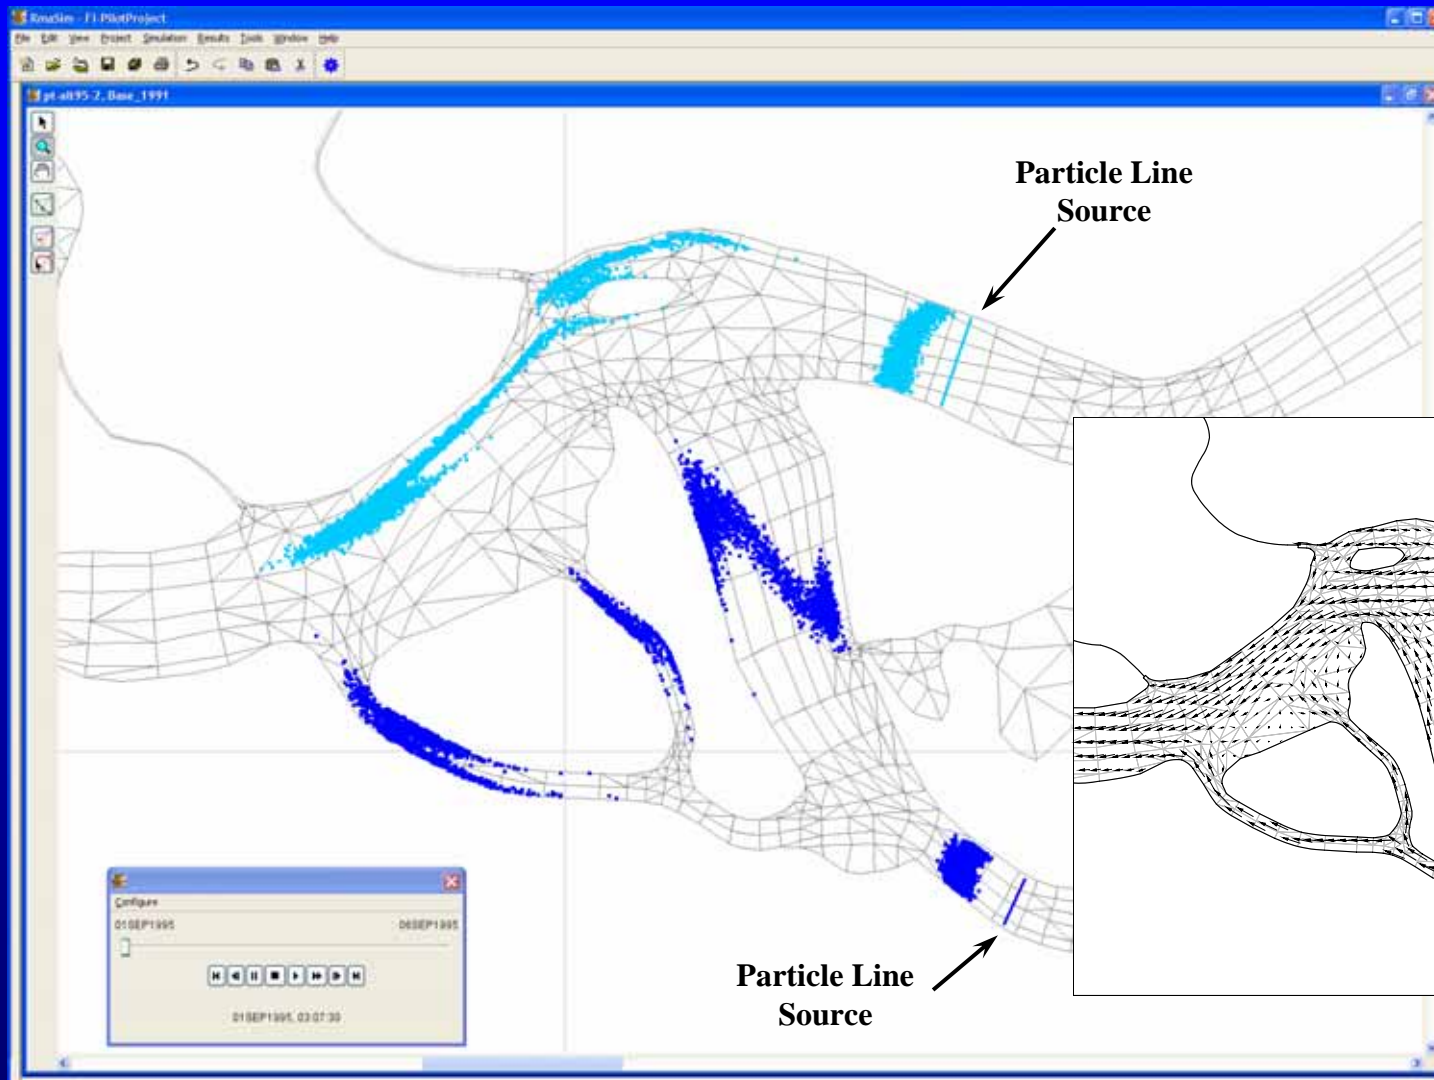 RmaSim - FI-PilotProject
File Edit View Project Simulation Results Tools Window Help
pt-alt95-2, Base_1991
Particle Line
Source
Configure
01SEP1995 06SEP1995
01SEP1995, 03:07:30
Particle Line
Source